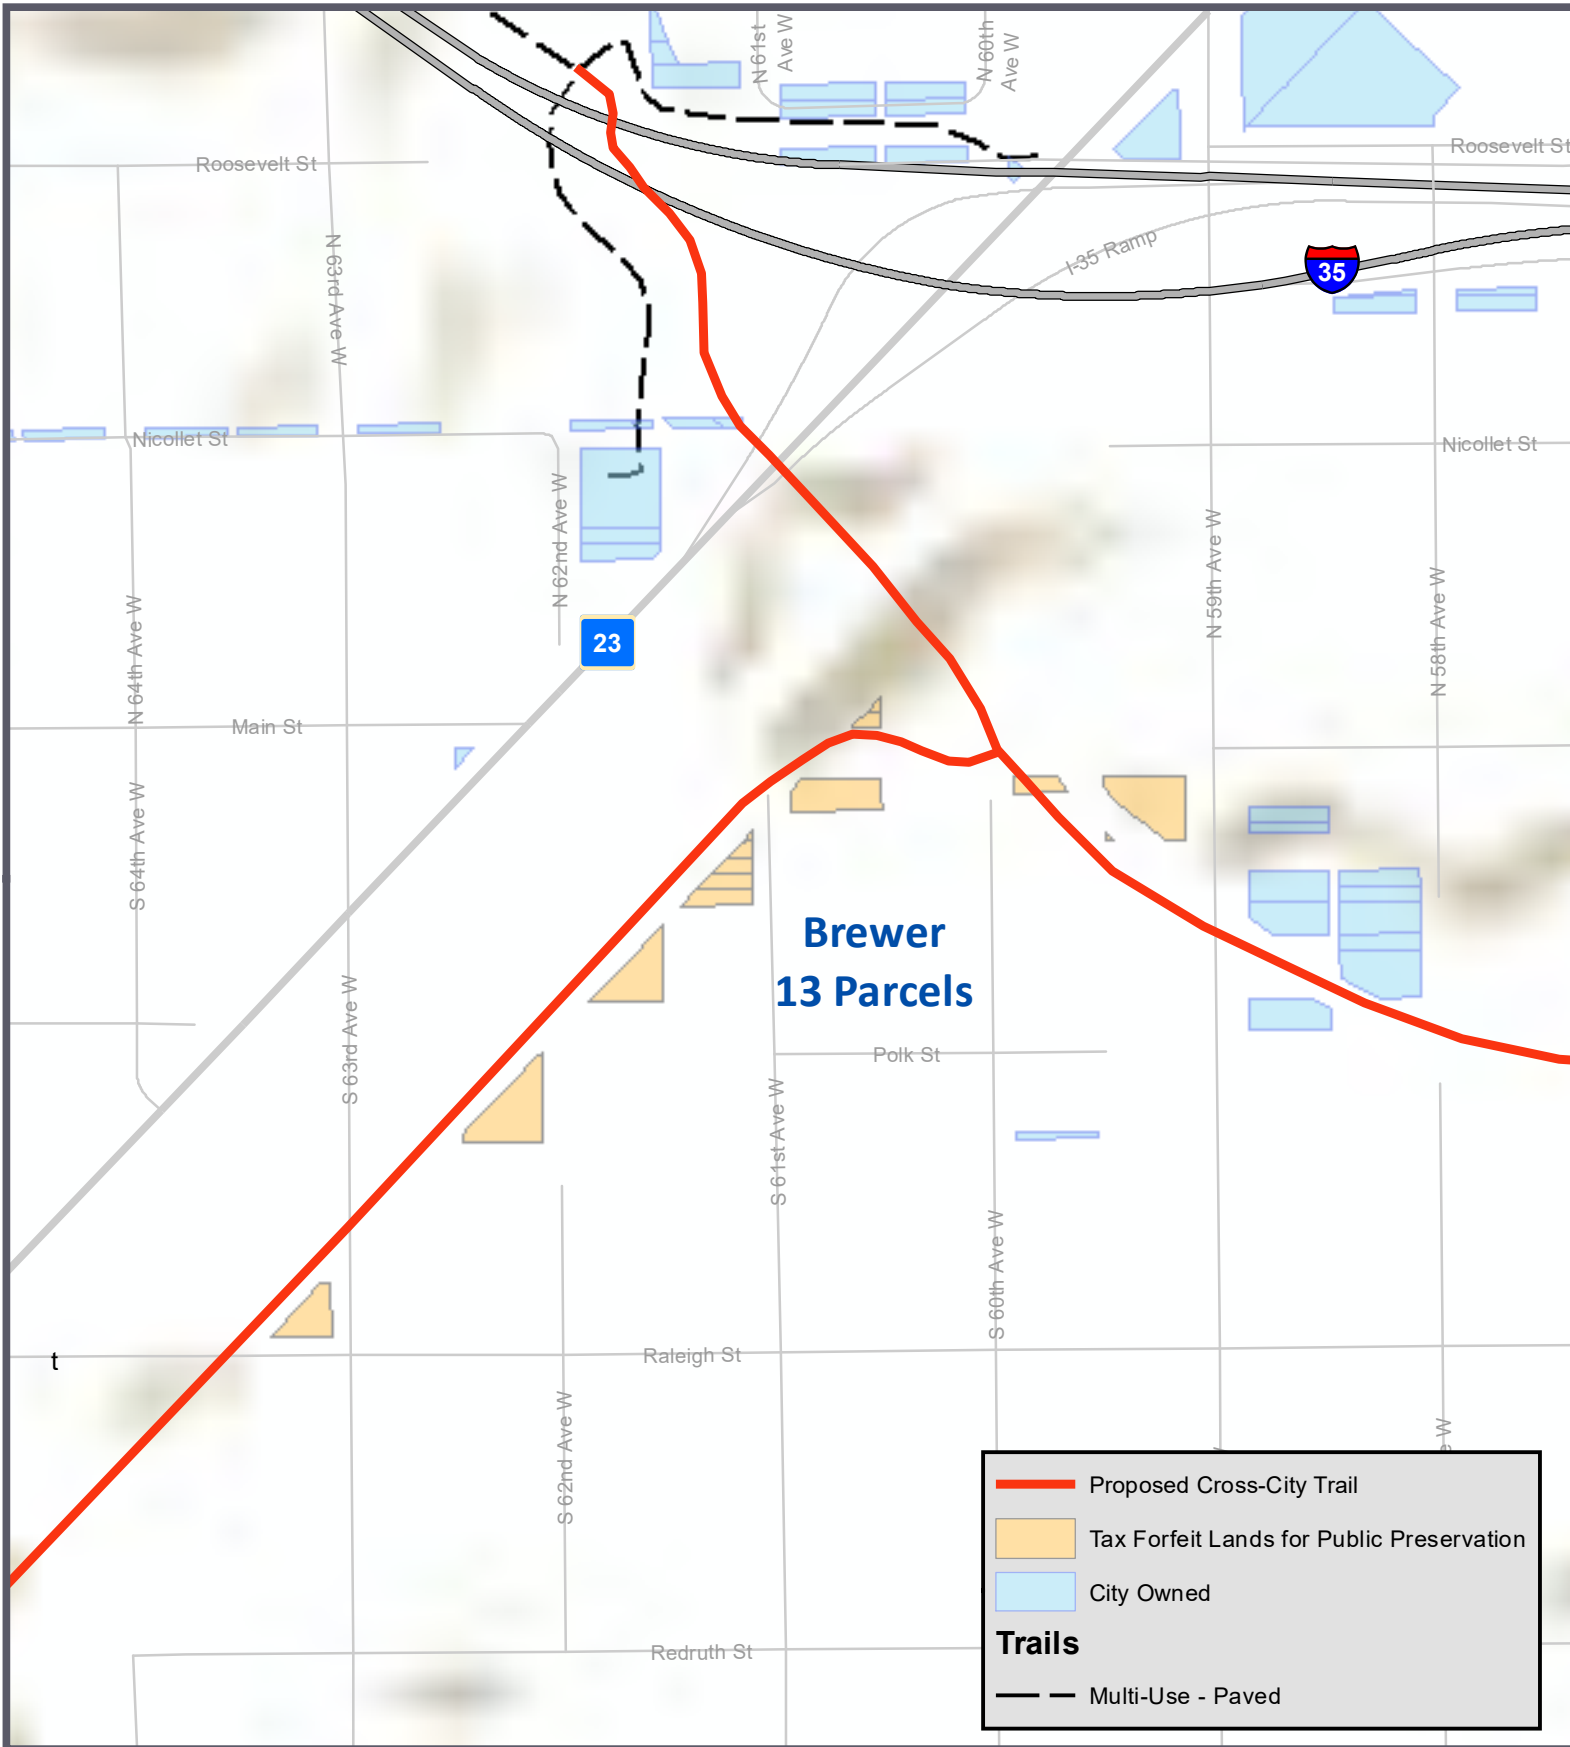 N 61st
Ave W
N 60th
Ave W
Roosevelt St
Roosevelt St
N 63rd Ave W
I-35 Ramp
35
Nicollet St
Nicollet St
N 62nd Ave W
N 59th Ave W
N 58th Ave W
N 64th Ave W
23
Main St
S 64th Ave W
Brewer
13 Parcels
S 63rd Ave W
Polk St
S 61st Ave W
S 60th Ave W
t
Raleigh St
S 62nd Ave W
e W
Redruth St
Proposed Cross-City Trail
Tax Forfeit Lands for Public Preservation
City Owned
Trails
Multi-Use - Paved